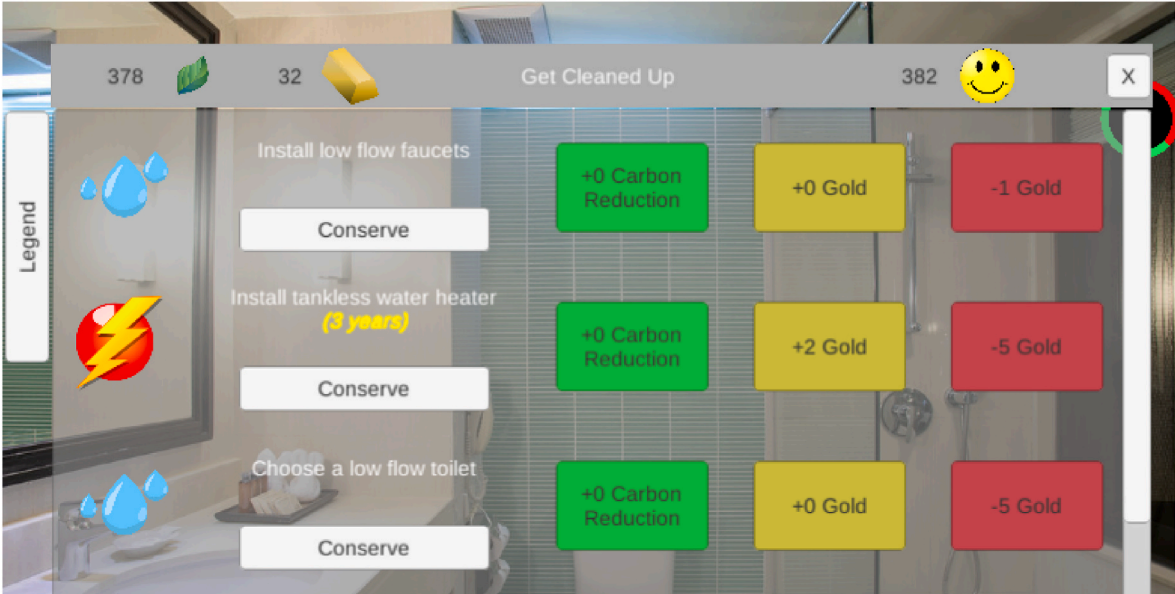 378
32
Get Cleaned Up
382
X
Legend
Install low flow faucets
Conserve
+0 Carbon
Reduction
+0 Gold
-1 Gold
Install tankless water heater
(3 years)
Conserve
+0 Carbon
Reduction
+2 Gold
-5 Gold
Choose a low flow toilet
Conserve
+0 Carbon
Reduction
+0 Gold
-5 Gold